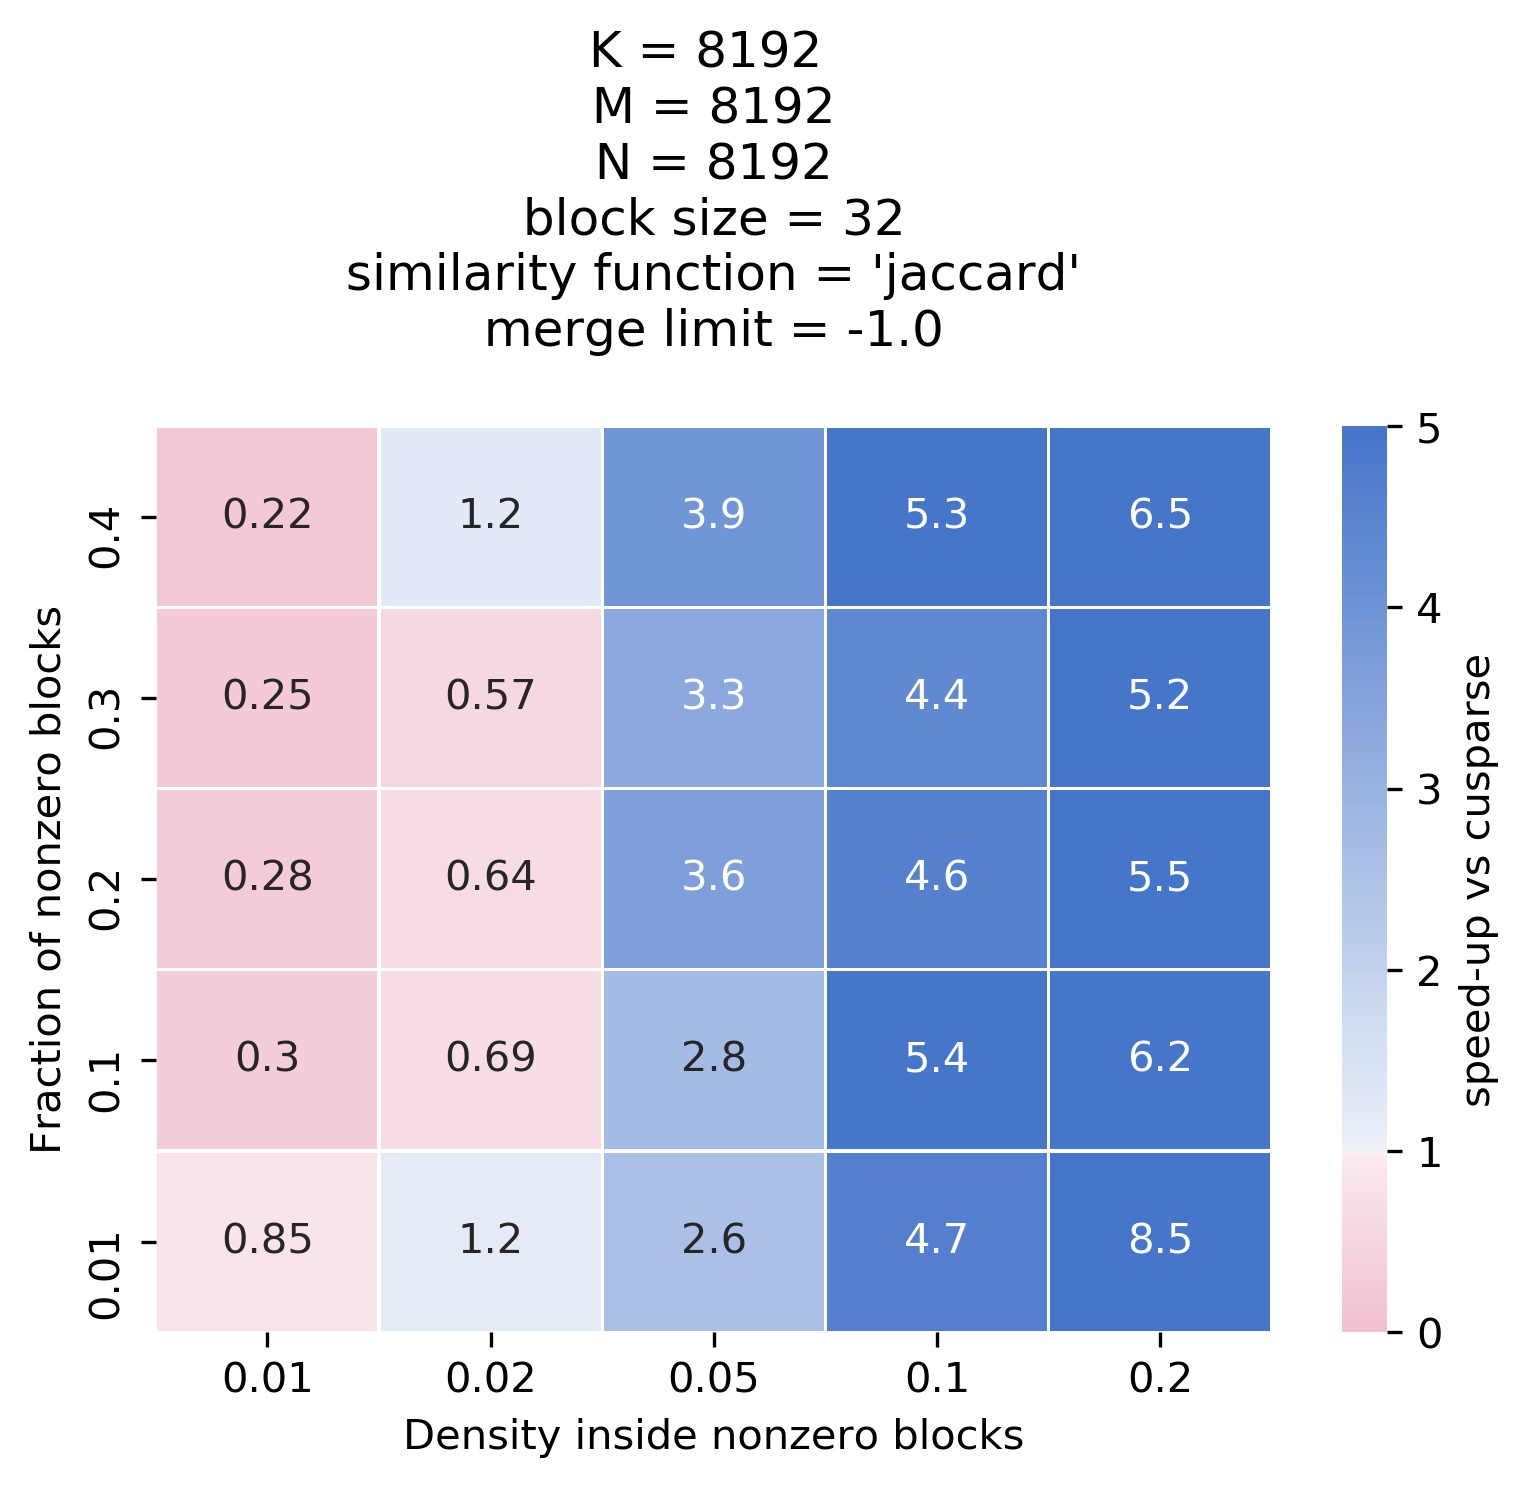 K = 8192
M = 8192
N = 8192
block size = 32
similarity function = 'jaccard'
merge limit = -1.0
Fraction of nonzero blocks
0.4 0.22 1.2 3.9 5.3 6.5
0.3 0.25 0.57 3.3 4.4 5.2
0.2 0.28 0.64 3.6 4.6 5.5
0.1 0.3 0.69 2.8 5.4 6.2
0.01 0.85 1.2 2.6 4.7 8.5
0.01 0.02 0.05 0.1 0.2
Density inside nonzero blocks
5
4
3
2
1
0
speed-up vs cusparse